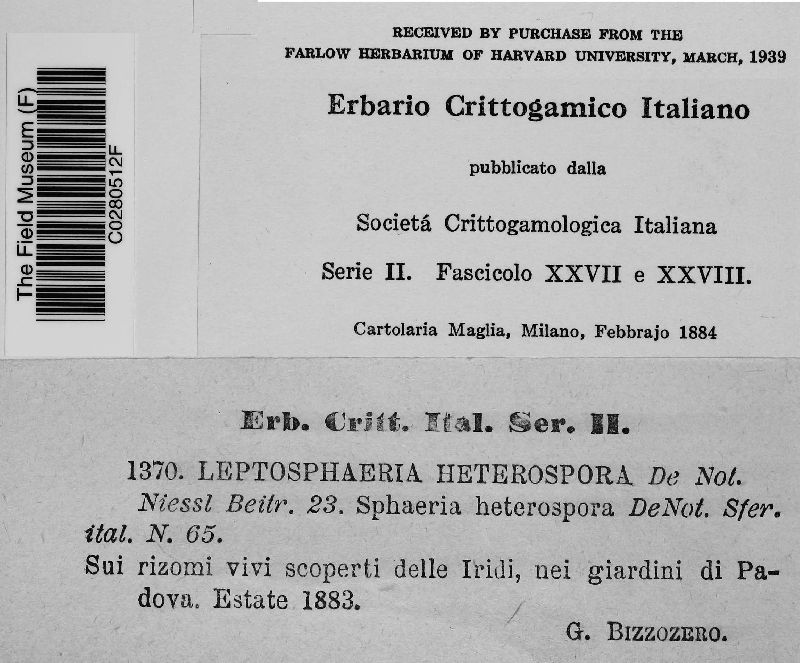 RECEIVED BY PURCHASE FROM THE
FARLOW HERBARIUM OF HARVARD UNIVERSITY, MARCH, 1939
Erbario Crittogamico Italiano
pubblicato dalla
Societá Crittogamologica Italiana
Serie II. Fascicolo XXVII e XXVIII.
Cartolaria Maglia, Milano, Febbrajo 1884
The Field Museum (F)
C0280512F
Erb. Critt. Ital. Ser. II.
1370. LEPTOSPHAERIA HETEROSPORA De Not.
Niessl Beitr. 23. Sphaeria heterospora DeNot. Sfer.
ital. N. 65.
Sui rizomi vivi scoperti delle Iridi, nei giardini di Pa-
dova. Estate 1883.
G. BIZZOZERO.